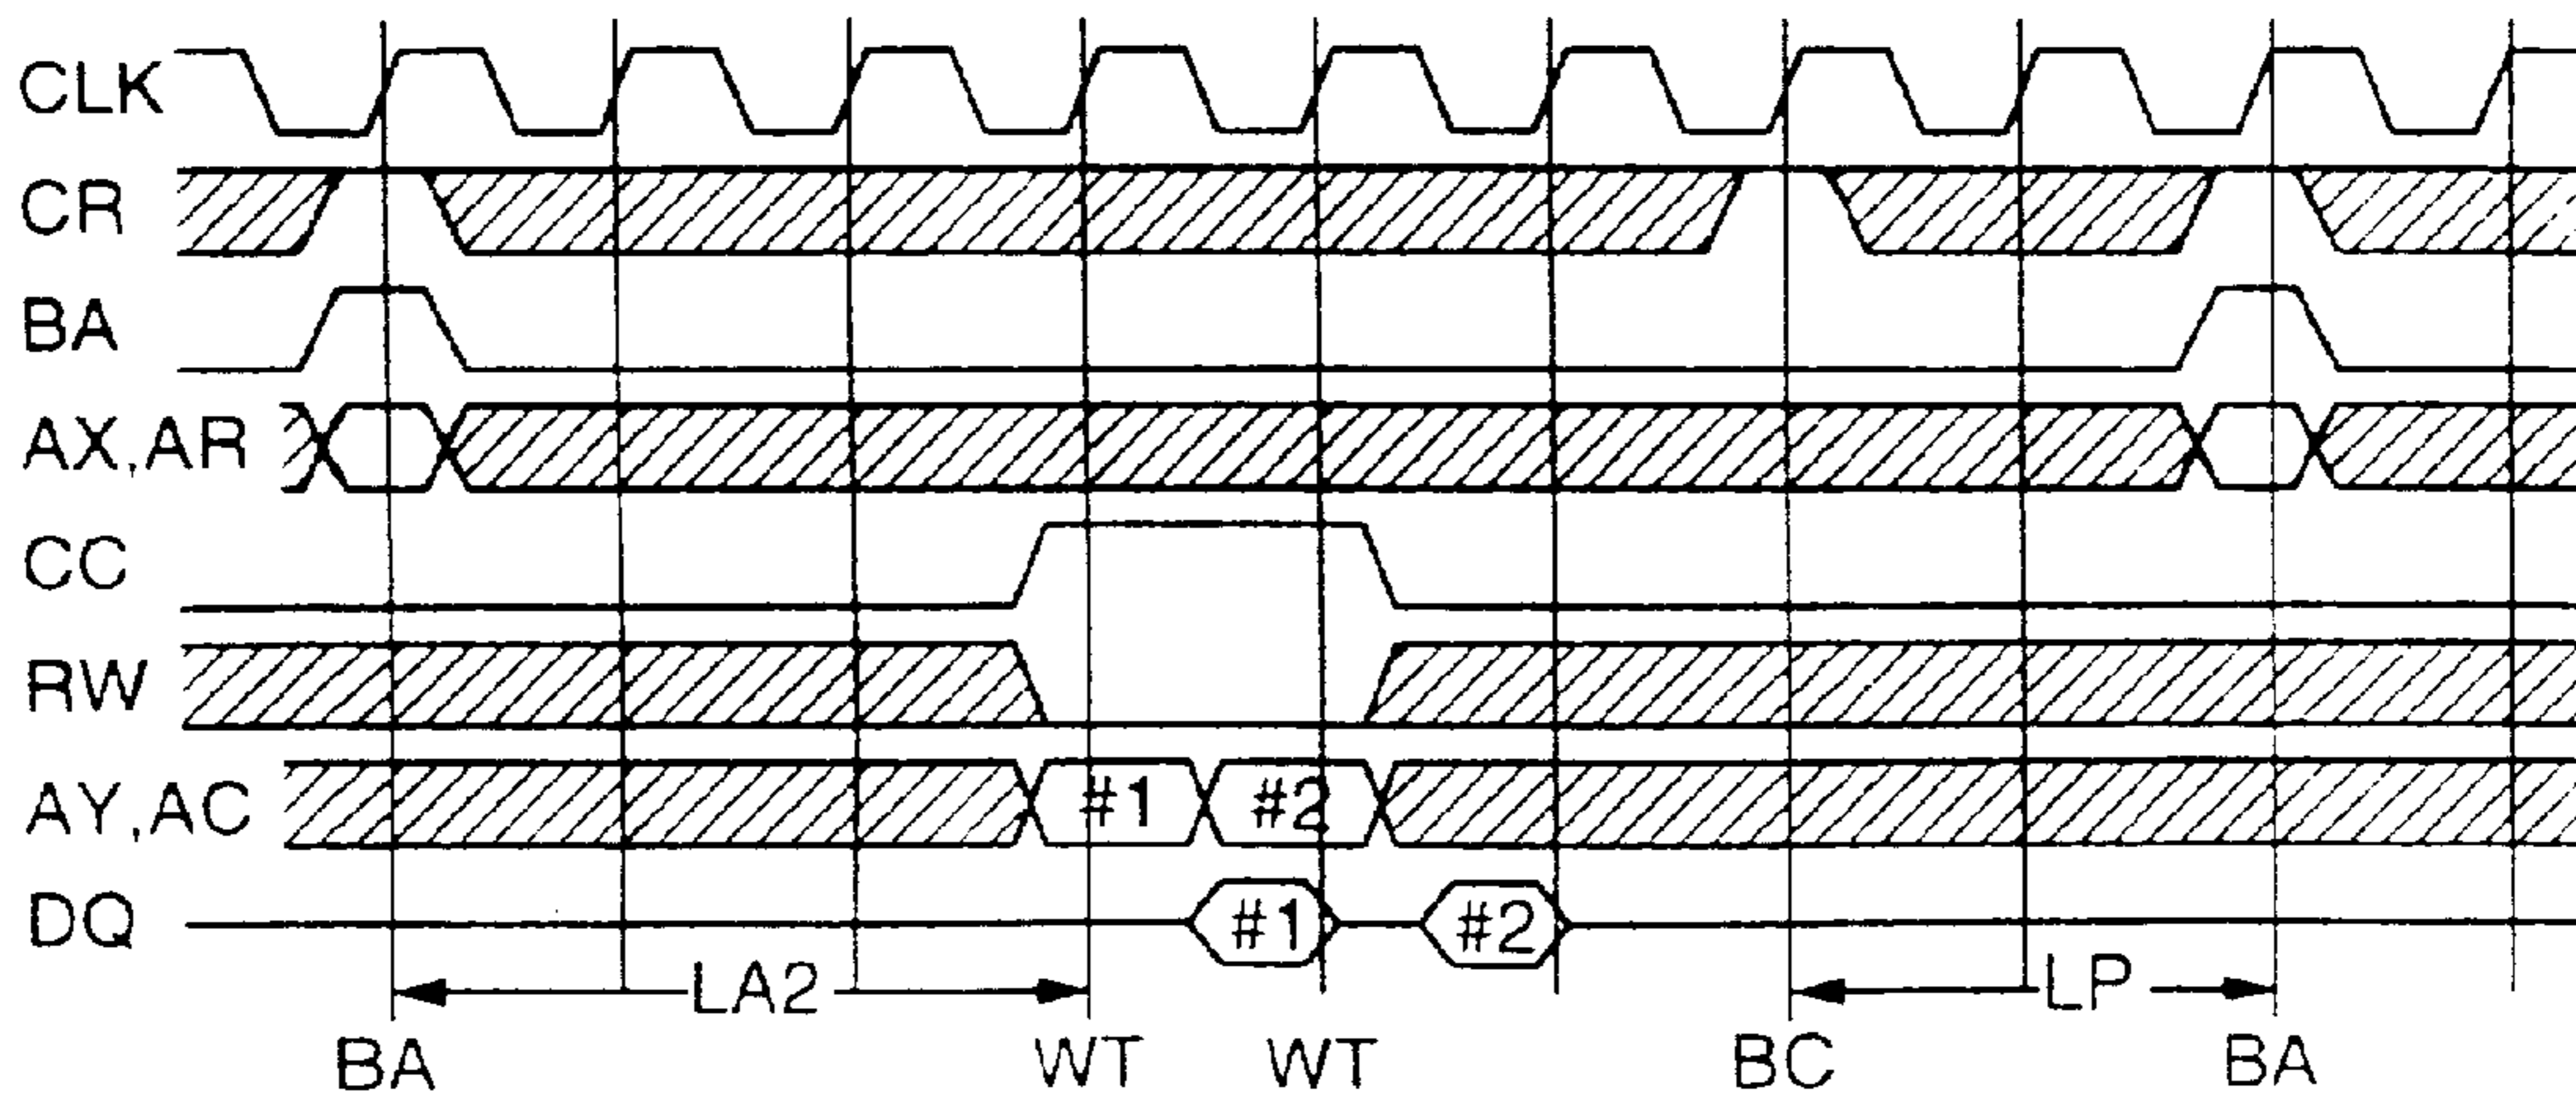 CLK
CR
BA
AX,AR
CC
RW
AY,AC #1 #2
DQ #1 #2
LA2 LP
BA WT WT BC BA